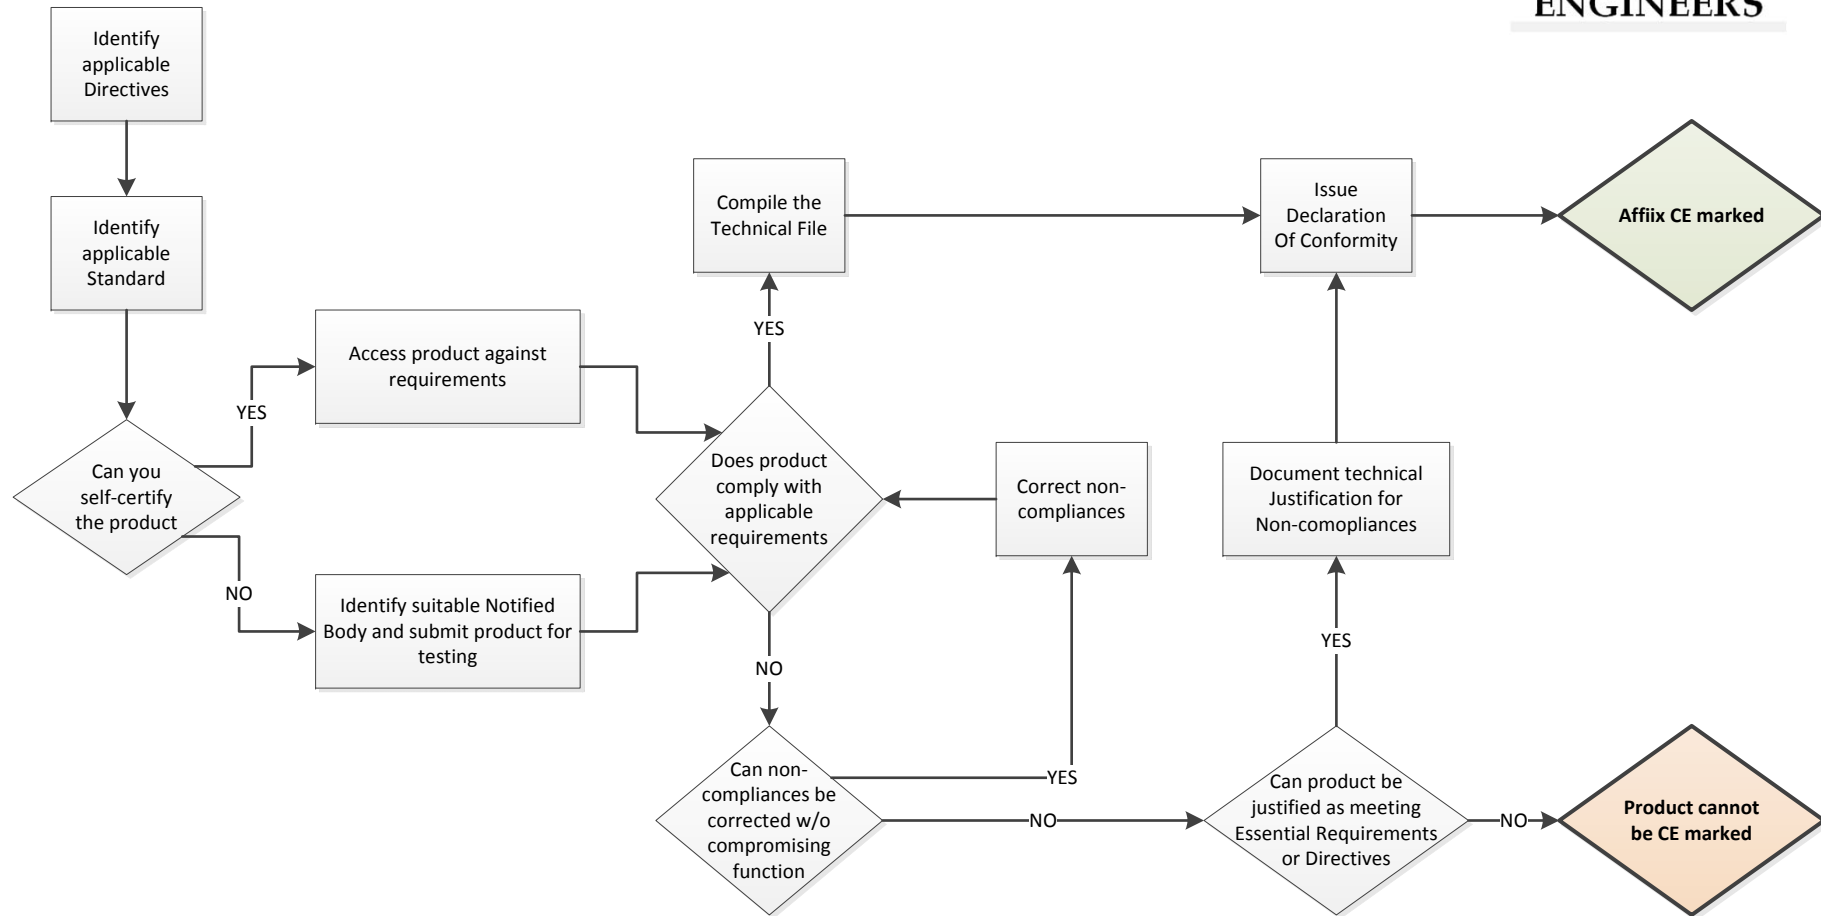 ENGINEERS
Identify
applicable
Directives
Identify
applicable
Standard
Can you
self-certify
the product
YES
NO
Access product against
requirements
Identify suitable Notified
Body and submit product for
testing
Compile the
Technical File
YES
Does product
comply with
applicable
requirements
NO
Can non-
compliances be
corrected w/o
compromising
function
YES
NO
Correct non-
compliances
Issue
Declaration
Of Conformity
Document technical
Justification for
Non-comopliances
YES
Can product be
justified as meeting
Essential Requirements
or Directives
NO
Affiix CE marked
Product cannot
be CE marked